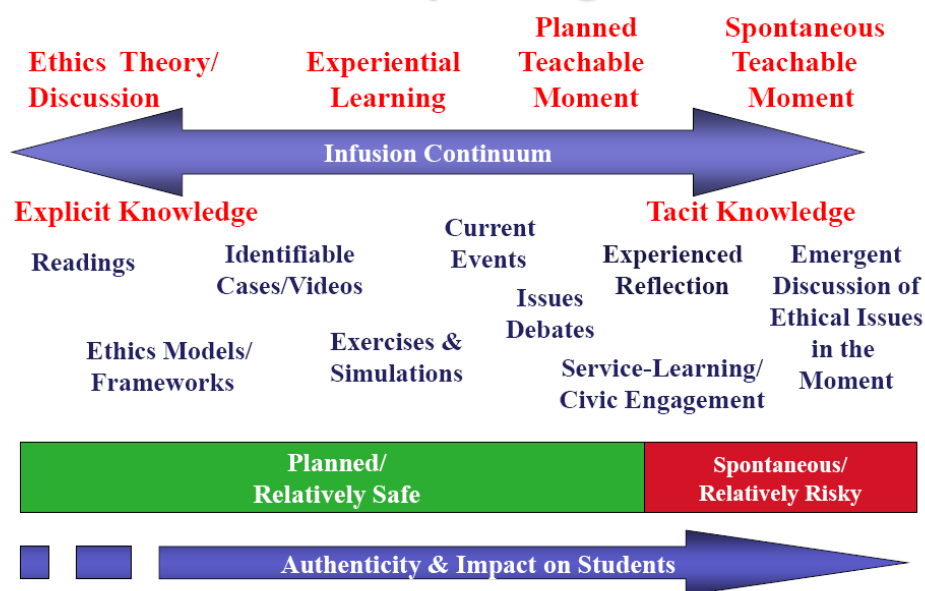 Planned
Teachable
Moment
Spontaneous
Teachable
Moment
Ethics Theory/
Discussion
Experiential
Learning
Infusion Continuum
Explicit Knowledge
Tacit Knowledge
Readings
Identifiable
Cases/Videos
Current
Events
Experienced
Reflection
Emergent
Discussion of
Ethical Issues
in the
Moment
Ethics Models/
Frameworks
Exercises &
Simulations
Issues
Debates
Service-Learning/
Civic Engagement
Planned/
Relatively Safe
Spontaneous/
Relatively Risky
Authenticity & Impact on Students